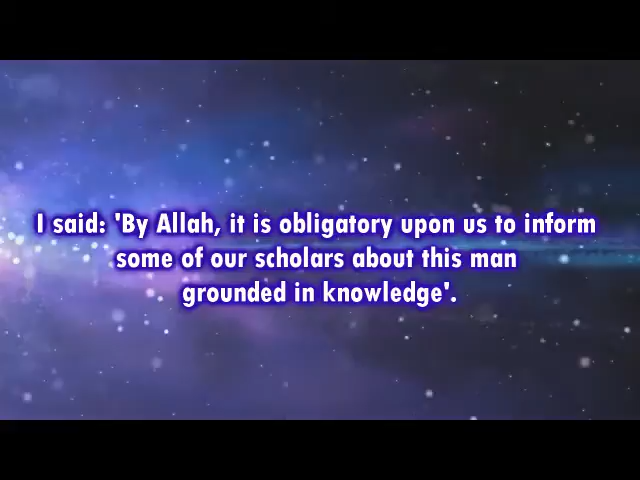 I said: 'By Allah, it is obligatory upon us to inform
some of our scholars about this man
grounded in knowledge'.